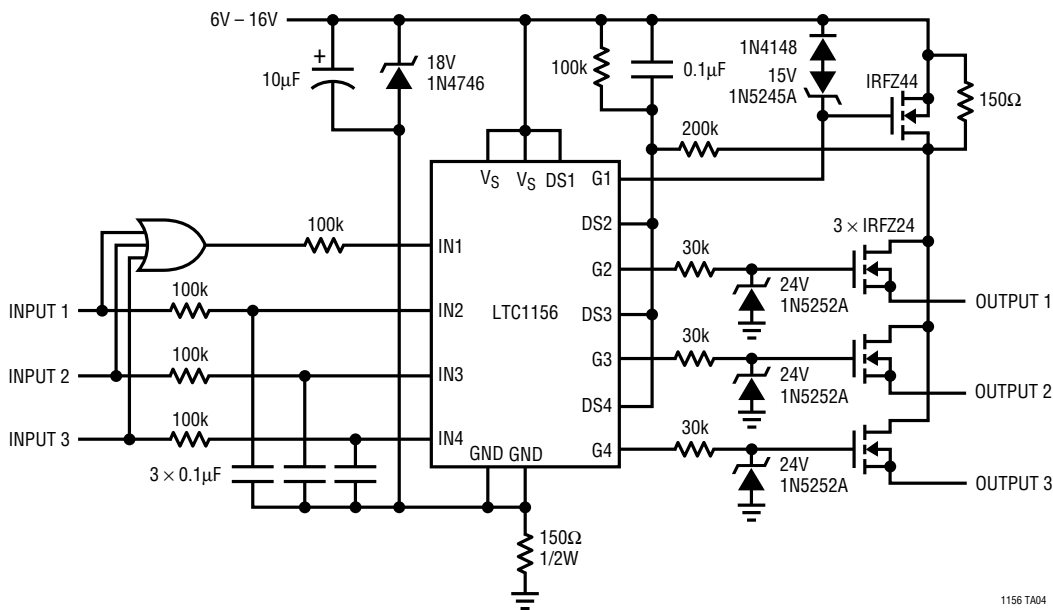 6V – 16V
10µF
+
18V
1N4746
100k
0.1µF
1N4148
15V
1N5245A
IRFZ44
150Ω
200k
VS
VS
DS1
G1
DS2
3 × IRFZ24
100k
IN1
30k
G2
24V
1N5252A
OUTPUT 1
INPUT 1
100k
IN2
LTC1156
DS3
30k
G3
24V
1N5252A
OUTPUT 2
INPUT 2
100k
IN3
DS4
30k
G4
24V
1N5252A
OUTPUT 3
INPUT 3
100k
IN4
GND
GND
3 × 0.1µF
150Ω
1/2W
1156 TA04